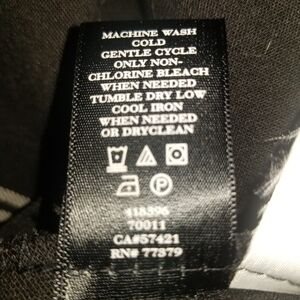 MACHINE WASH
COLD
GENTLE CYCLE
ONLY NON-
CHLORINE BLEACH
WHEN NEEDED
TUMBLE DRY LOW
COOL IRON
WHEN NEEDED
OR DRYCLEAN
P
418396
70011
CA#57421
RN# 77379